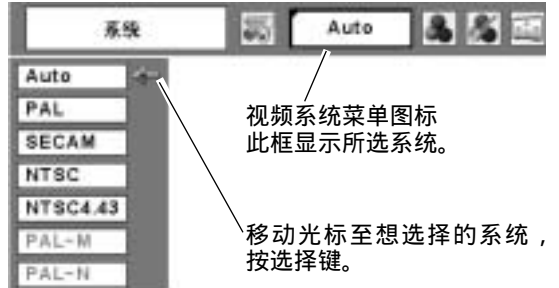 系统
Auto
Auto
PAL
SECAM
NTSC
NTSC4.43
PAL-M
PAL-N
视频系统菜单图标
此框显示所选系统。
移动光标至想选择的系统，
按选择键。